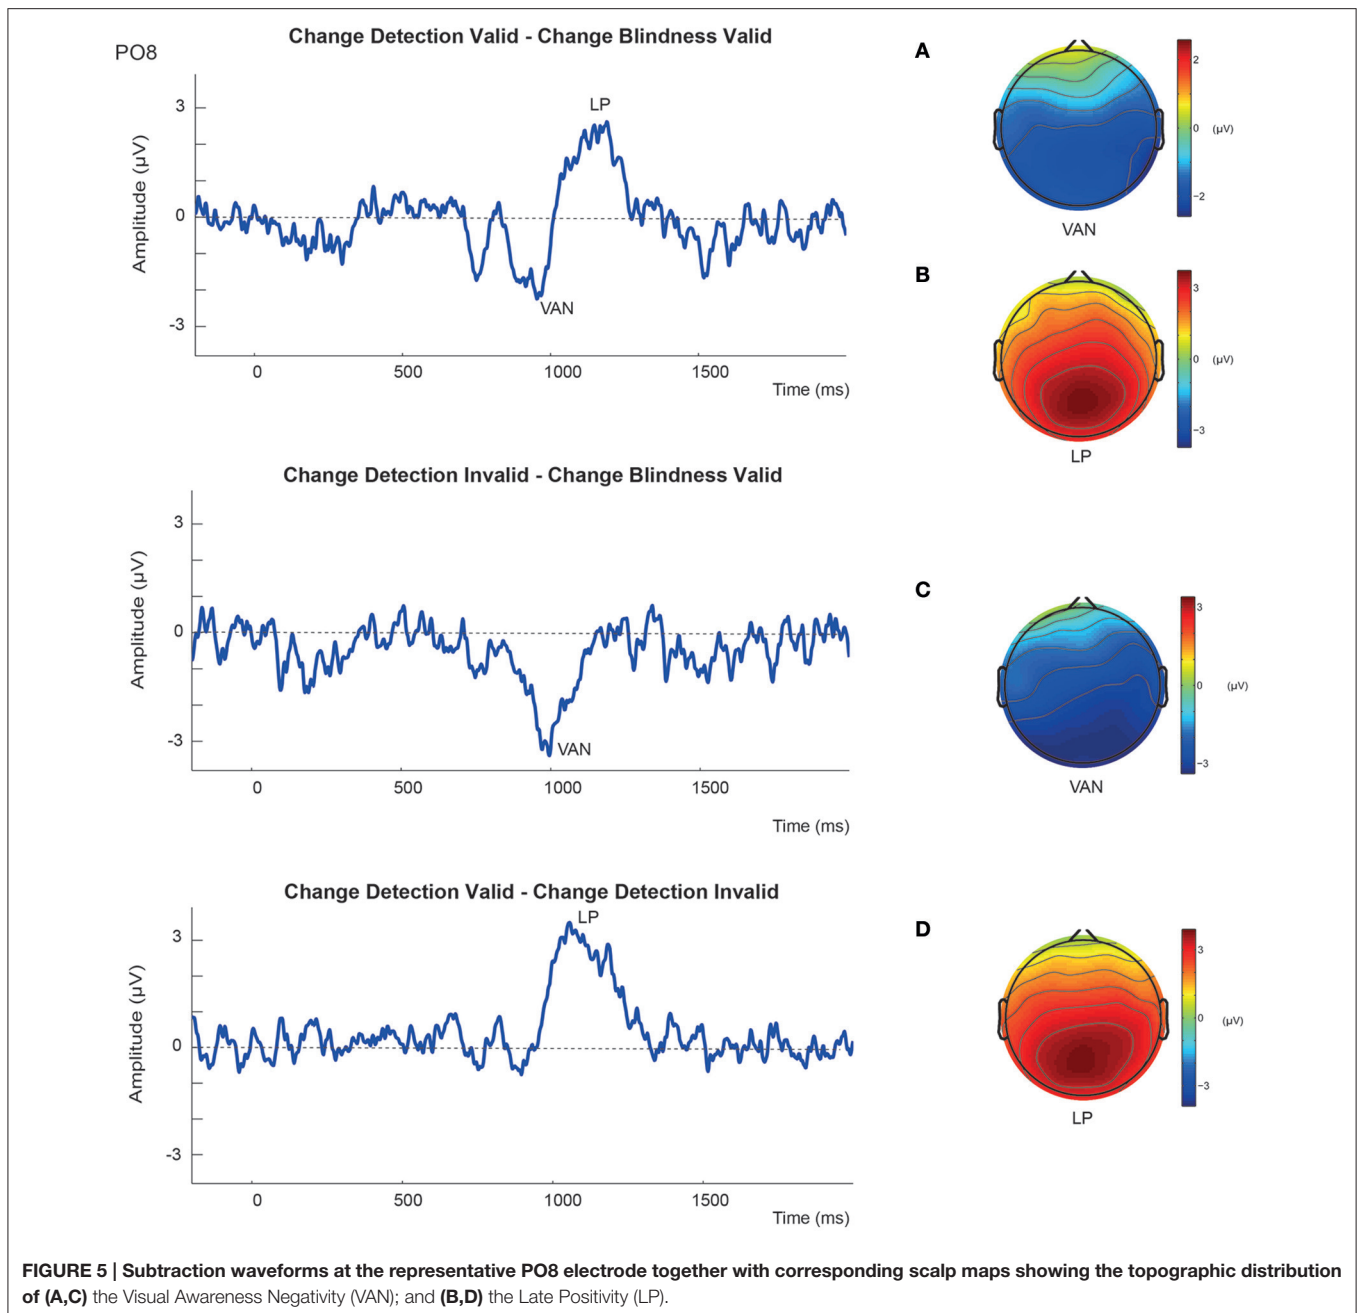 Change Detection Valid - Change Blindness Valid
PO8
3
0
-3
Amplitude (µV)
LP
VAN
0 500 1000 1500
Time (ms)
A
2
0 (µV)
−2
VAN
B
3
0 (µV)
−3
LP
Change Detection Invalid - Change Blindness Valid
3
0
-3
Amplitude (µV)
VAN
0 500 1000 1500
Time (ms)
C
3
0 (µV)
−3
VAN
Change Detection Valid - Change Detection Invalid
3
0
-3
Amplitude (µV)
LP
0 500 1000 1500
Time (ms)
D
3
0 (µV)
−3
LP
FIGURE 5 | Subtraction waveforms at the representative PO8 electrode together with corresponding scalp maps showing the topographic distribution
of (A,C) the Visual Awareness Negativity (VAN); and (B,D) the Late Positivity (LP).